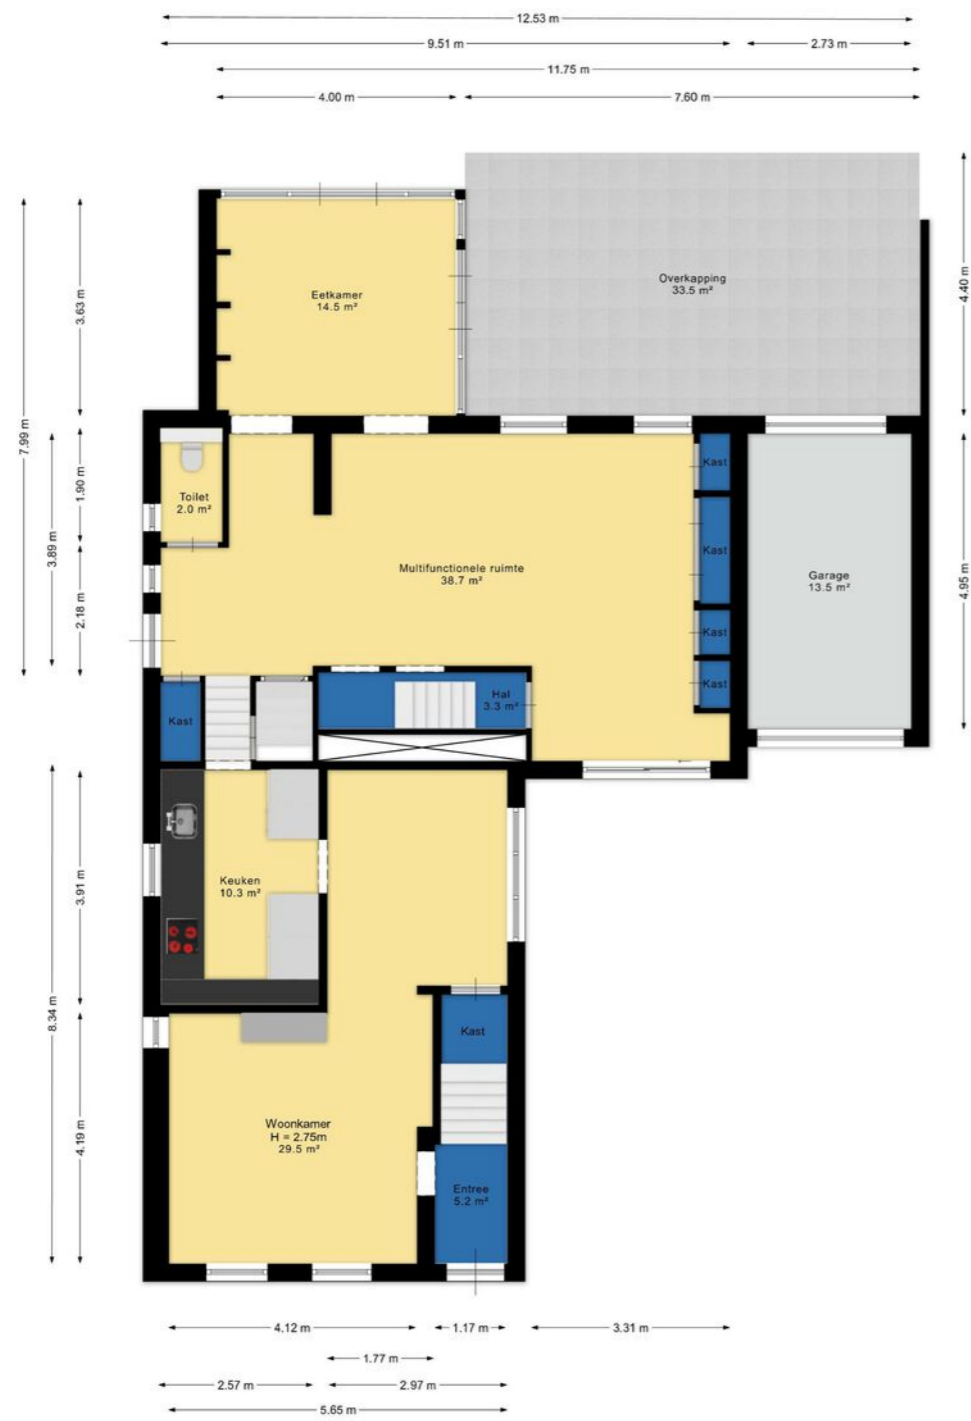 12.53 m
9.51 m
2.73 m
11.75 m
4.00 m
7.60 m
7.99 m
3.63 m
4.40 m
Eetkamer
14.5 m²
Overkapping
33.5 m²
3.89 m
1.90 m
2.18 m
Toilet
2.0 m²
Kast
Kast
Kast
Kast
Multifunctionele ruimte
38.7 m²
Garage
13.5 m²
4.95 m
Kast
Hal
3.3 m²
8.34 m
3.91 m
4.19 m
Keuken
10.3 m²
Kast
Woonkamer
H = 2.75m
29.5 m²
Entree
5.2 m²
4.12 m
1.17 m
3.31 m
1.77 m
2.57 m
2.97 m
5.65 m